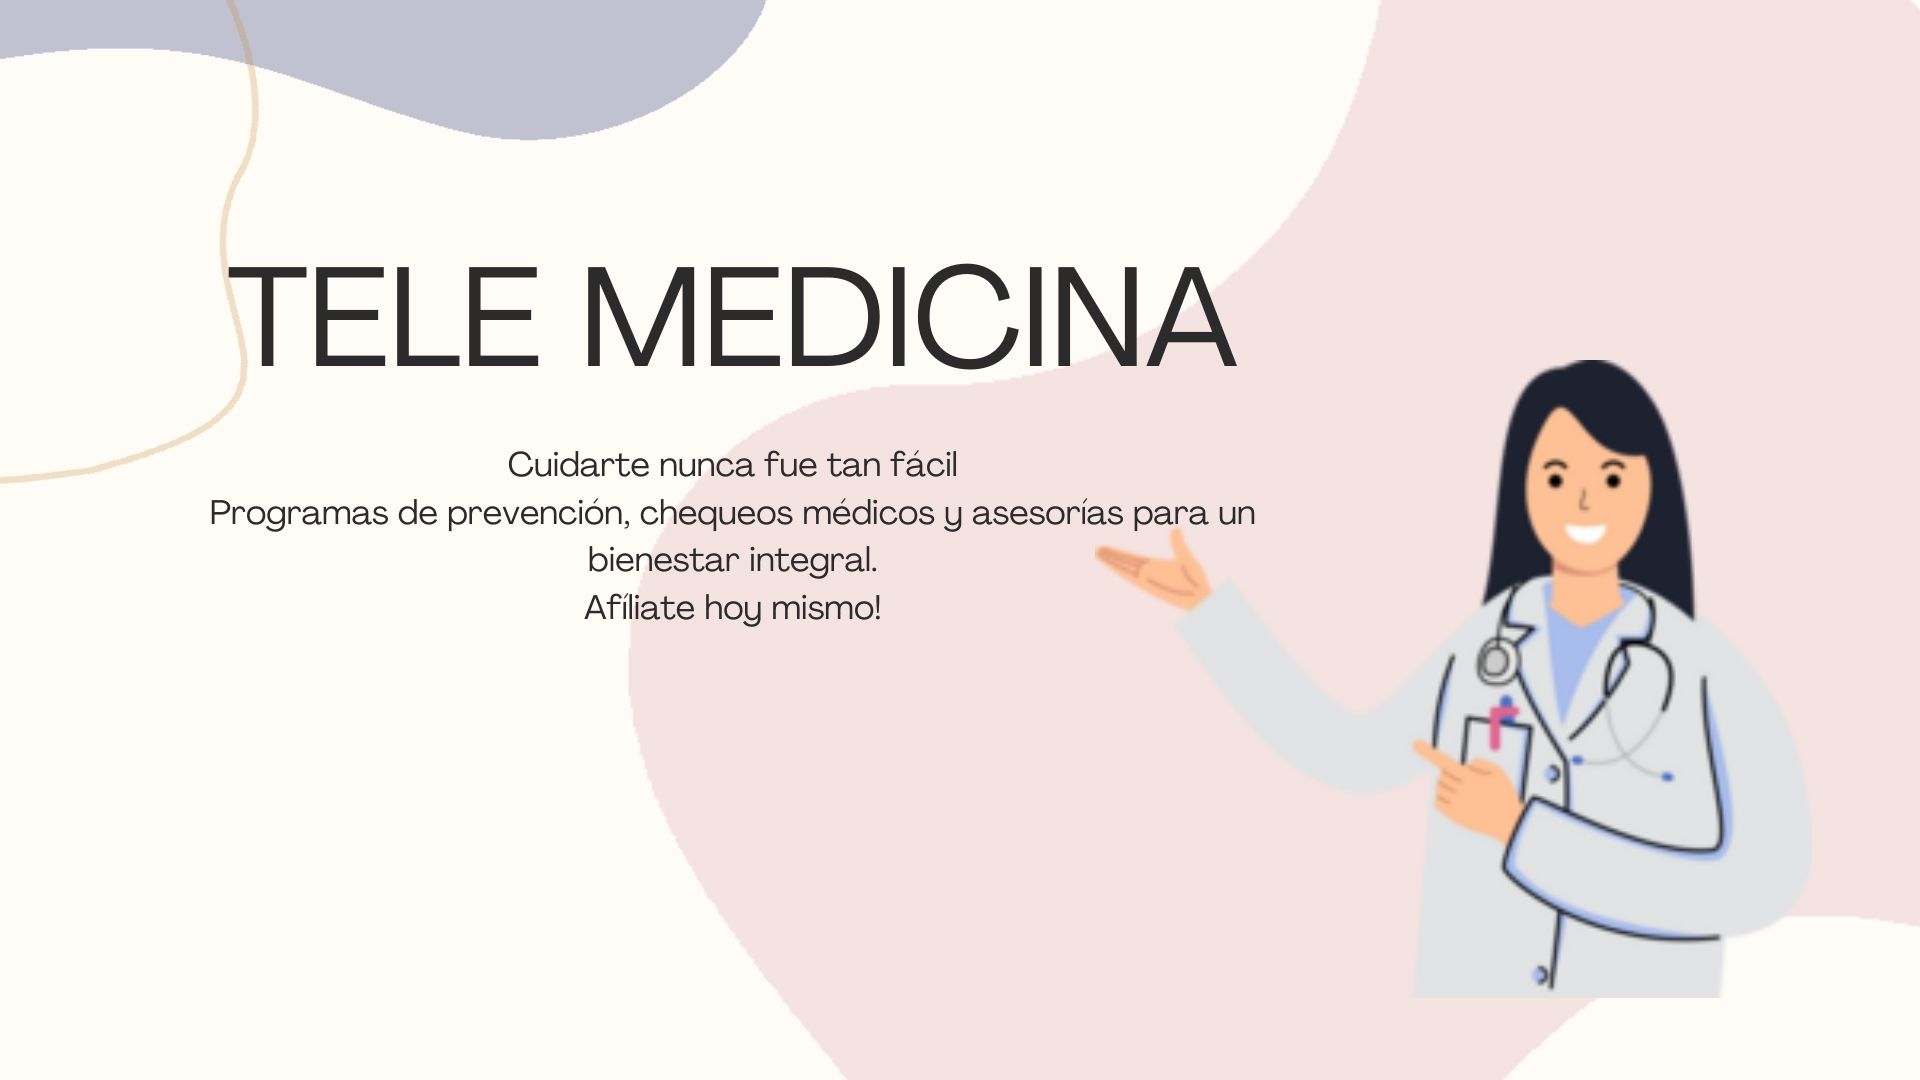 TELE MEDICINA
Cuidarte nunca fue tan fácil
Programas de prevención, chequeos médicos y asesorías para un
bienestar integral.
Afíliate hoy mismo!